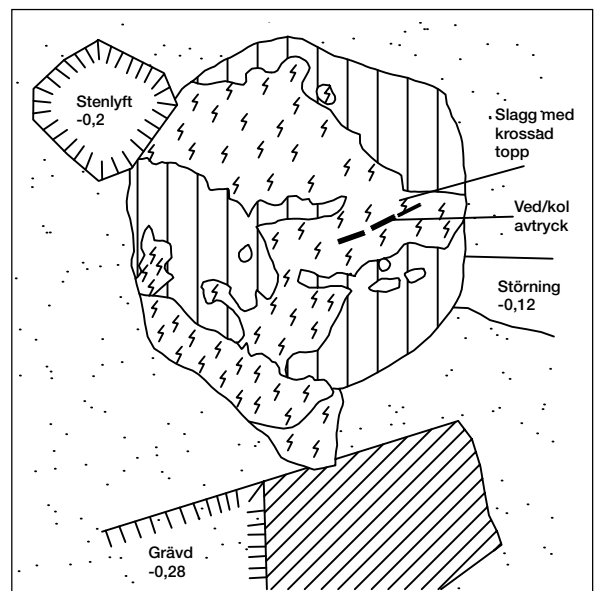 Stenlyft
-0,2
Slagg med
krossad
topp
Ved/kol
avtryck
Störning
-0,12
Grävd
-0,28